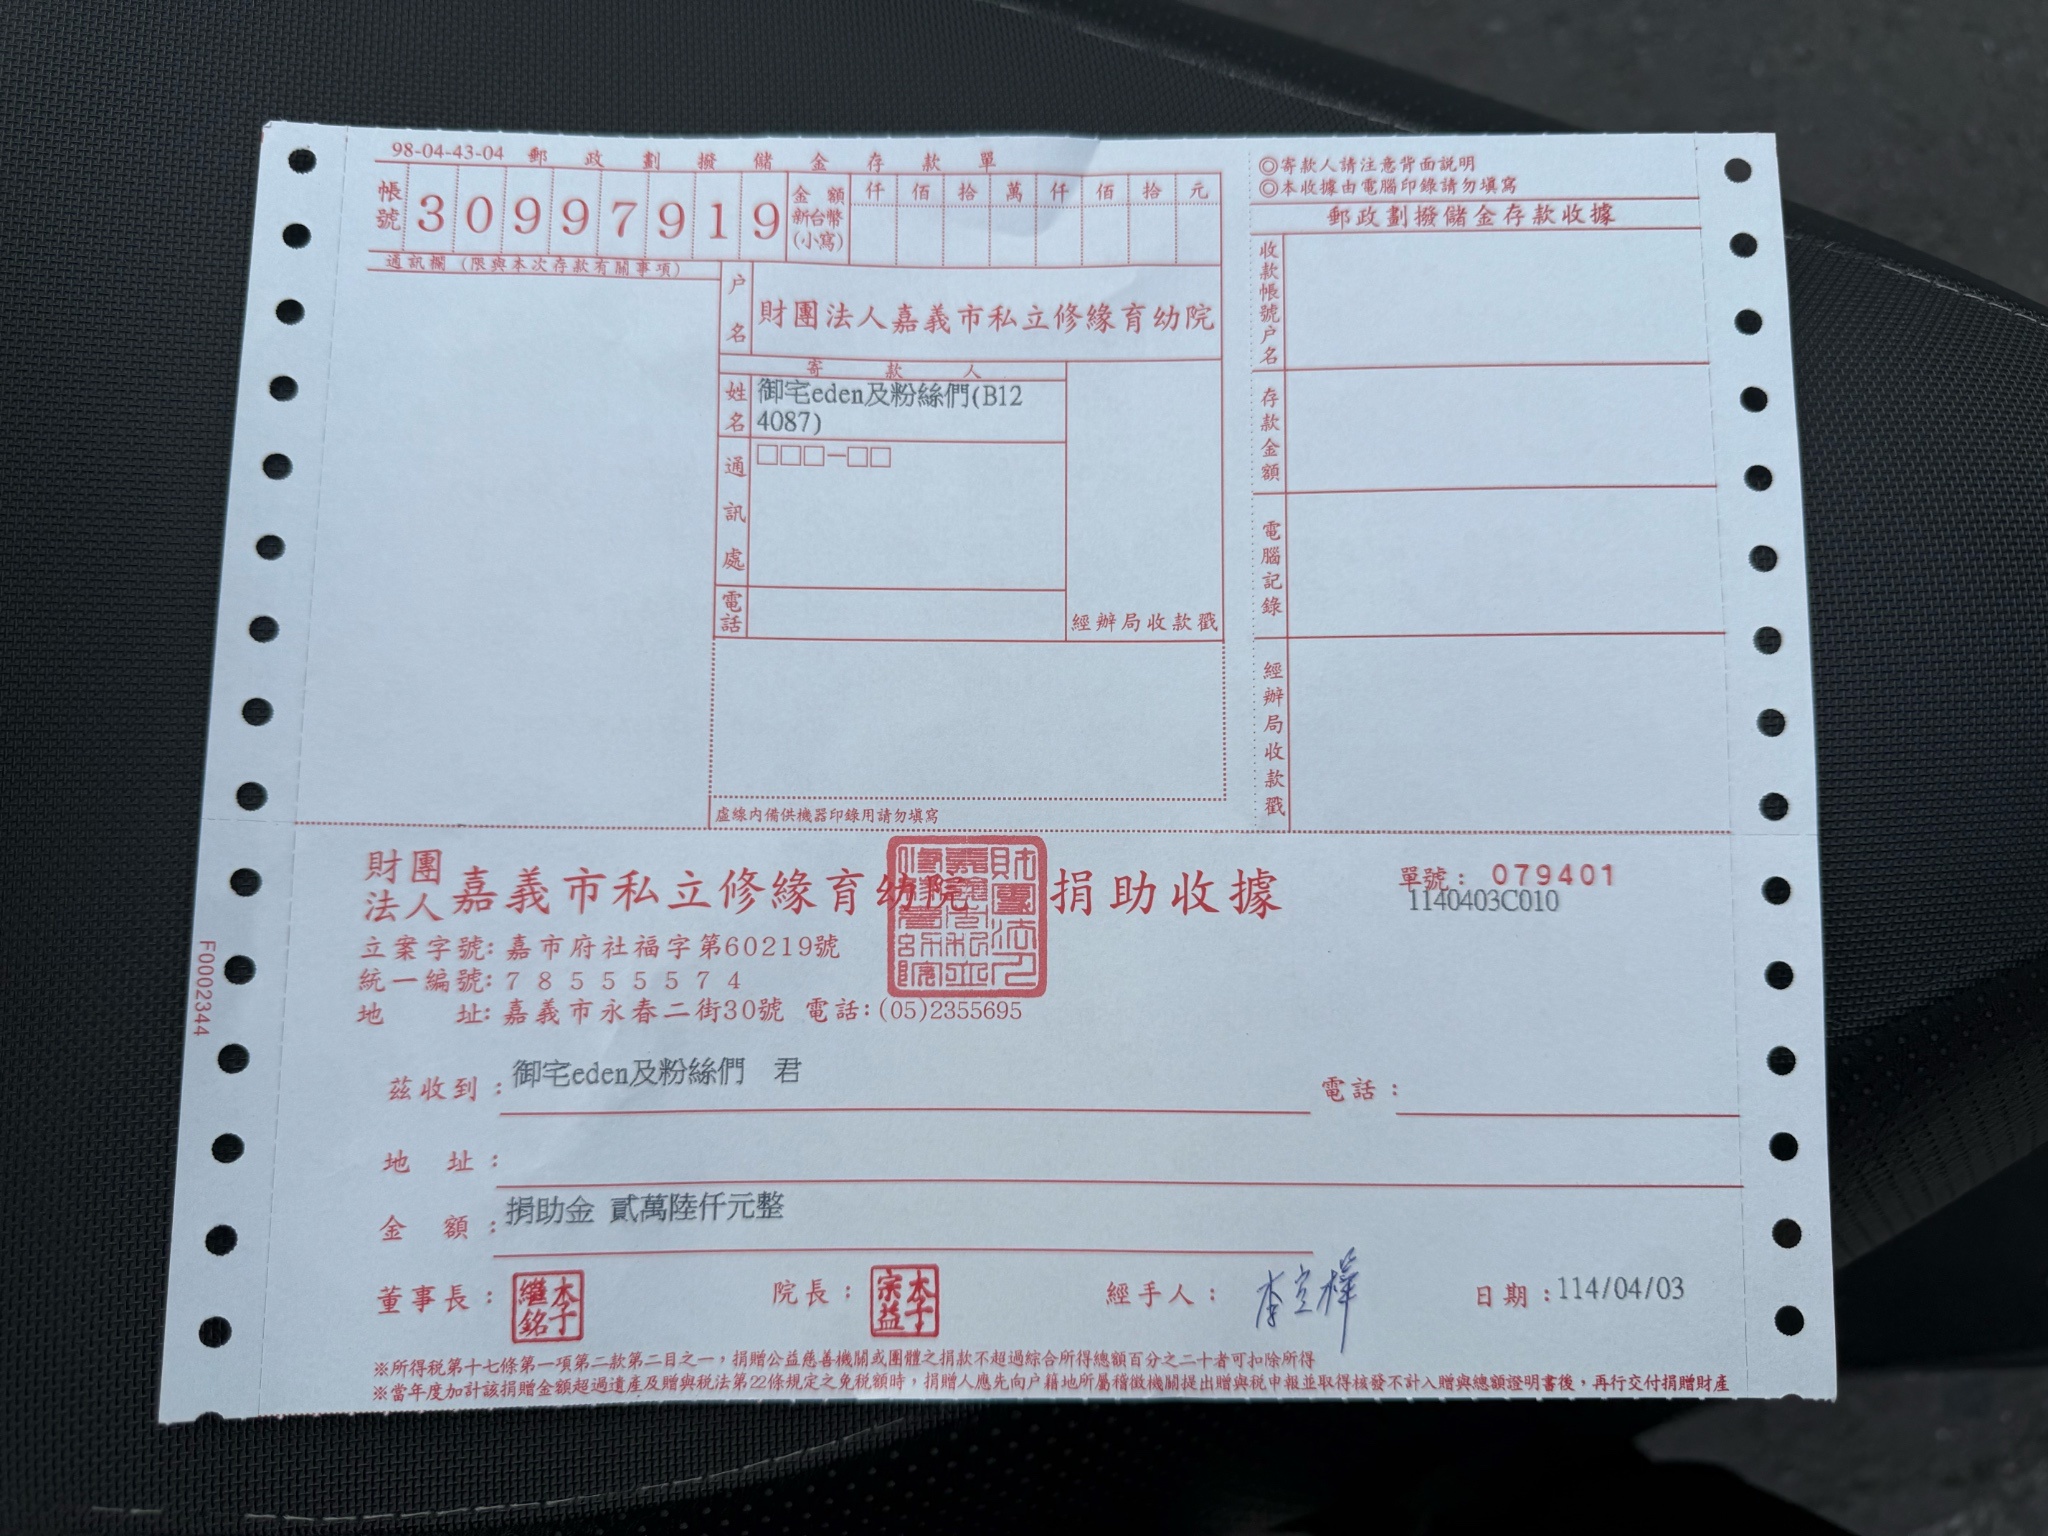 98-04-43-04 郵政劃撥儲金存款單
帳號 30997919
金額 新台幣 (小寫) 仟 佰 拾 萬 仟 佰 拾 元
通訊欄 (限與本次存款有關事項)
戶名 財團法人嘉義市私立修緣育幼院
寄款人
姓名 御宅eden及粉絲們(B12
4087)
通訊處 □□□-□□
電話
經辦局收款戳
虛線內備供機器印錄用請勿填寫
◎寄款人請注意背面說明
◎本收據由電腦印錄請勿填寫
郵政劃撥儲金存款收據
收款帳號戶名
存款金額
電腦記錄
經辦局收款戳
財團法人 嘉義市私立修緣育幼院 捐助收據
單號: 079401
1140403C010
立案字號: 嘉市府社福字第60219號
統一編號: 78555574
地 址: 嘉義市永春二街30號 電話: (05)2355695
F0002344
茲收到: 御宅eden及粉絲們 君 電話:
地 址:
金 額: 捐助金 貳萬陸仟元整
董事長: 李繼銘 院長: 李宗益 經手人: 日期: 114/04/03
※所得稅第十七條第一項第二款第二目之一,捐贈公益慈善機關或團體之捐款不超過綜合所得總額百分之二十者可扣除所得
※當年度加計該捐贈金額超過遺產及贈與稅法第22條規定之免稅額時,捐贈人應先向戶籍地所屬稽徵機關提出贈與稅申報並取得核發不計入贈與總額證明書後,再行交付捐贈財產